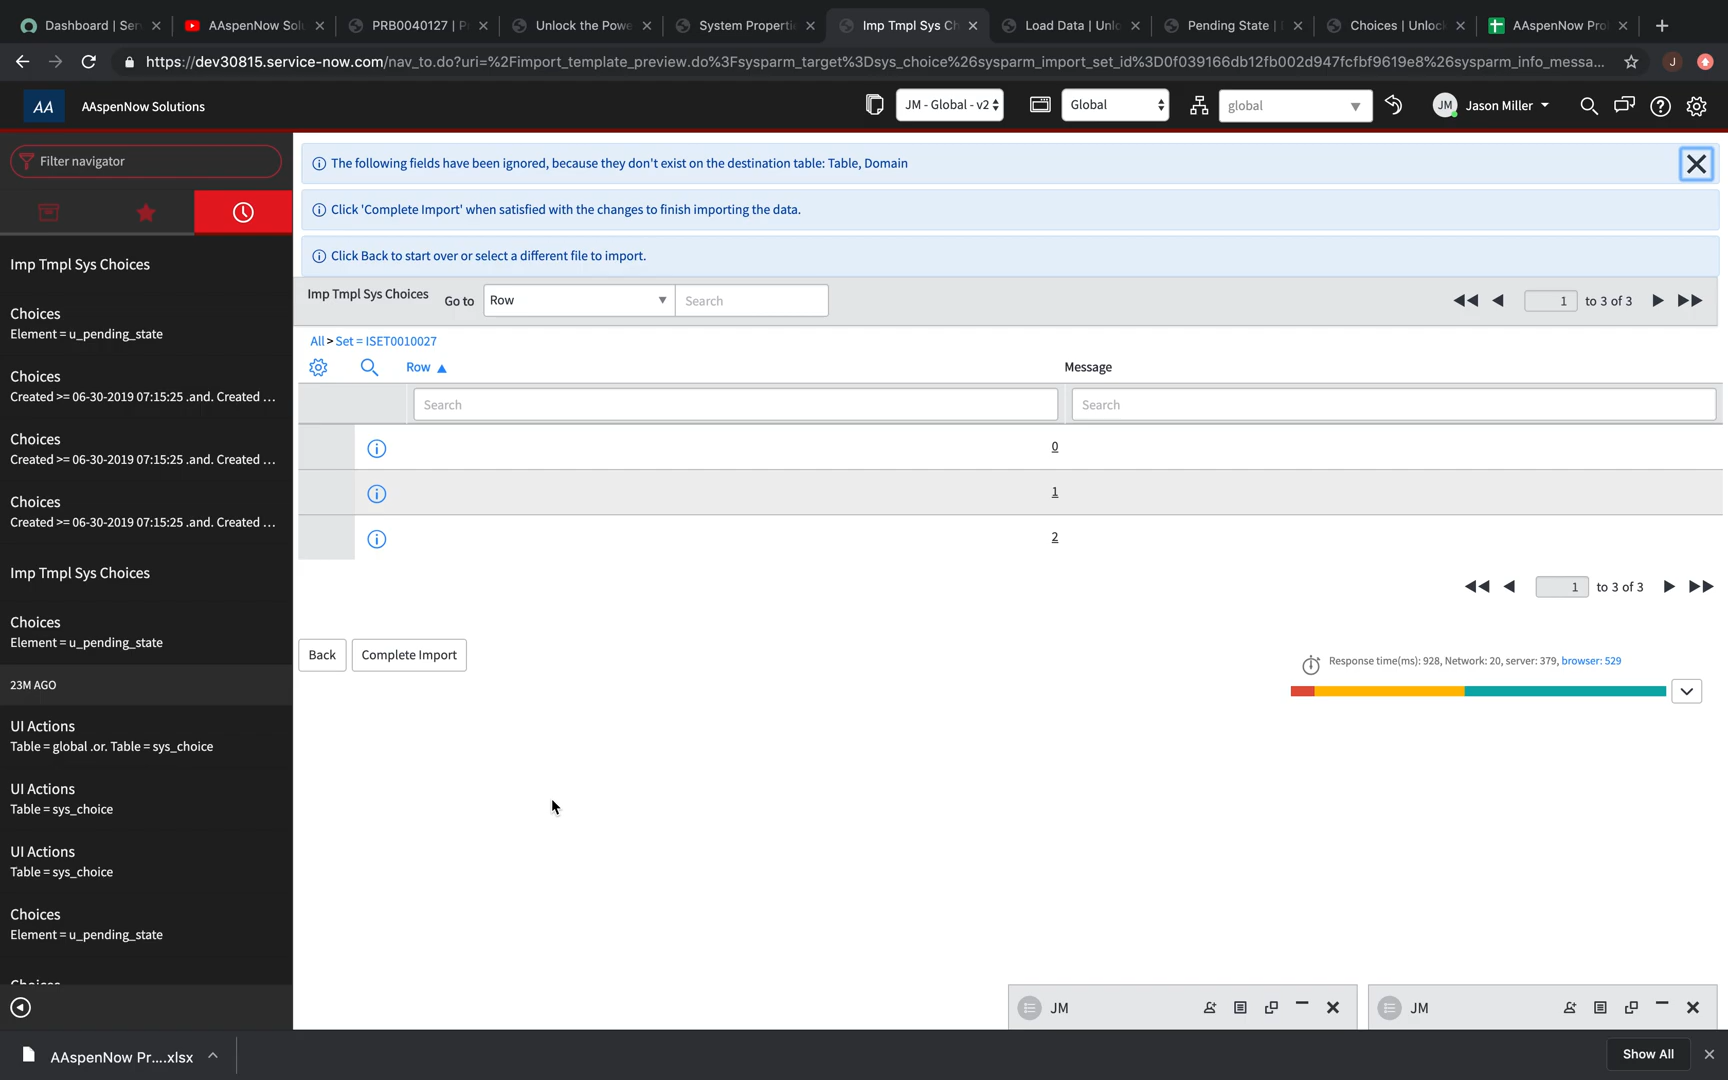 Dashboard | Ser
AAspenNow Sol
PRB0040127 | P
Unlock the Powe
System Properti
Imp Tmpl Sys Ch
Load Data | Unlo
Pending State |
Choices | Unlock
AAspenNow Pro
https://dev30815.service-now.com/nav_to.do?uri=%2Fimport_template_preview.do%3Fsysparm_target%3Dsys_choice%26sysparm_import_set_id%3D0f039166db12fb002d947fcfbf9619e8%26sysparm_info_messa...
J
AA
AAspenNow Solutions
JM - Global - v2
Global
global
JM
Jason Miller
Filter navigator
Imp Tmpl Sys Choices
Choices
Element = u_pending_state
Choices
Created >= 06-30-2019 07:15:25 .and. Created ...
Choices
Created >= 06-30-2019 07:15:25 .and. Created ...
Choices
Created >= 06-30-2019 07:15:25 .and. Created ...
Imp Tmpl Sys Choices
Choices
Element = u_pending_state
23M AGO
UI Actions
Table = global .or. Table = sys_choice
UI Actions
Table = sys_choice
UI Actions
Table = sys_choice
Choices
Element = u_pending_state
Choices
The following fields have been ignored, because they don't exist on the destination table: Table, Domain
Click 'Complete Import' when satisfied with the changes to finish importing the data.
Click Back to start over or select a different file to import.
Imp Tmpl Sys Choices
Go to
Row
Search
1 to 3 of 3
All > Set = ISET0010027
Row
Message
Search
Search
0
1
2
1 to 3 of 3
Back
Complete Import
Response time(ms): 928, Network: 20, server: 379, browser: 529
JM
JM
AAspenNow Pr....xlsx
Show All